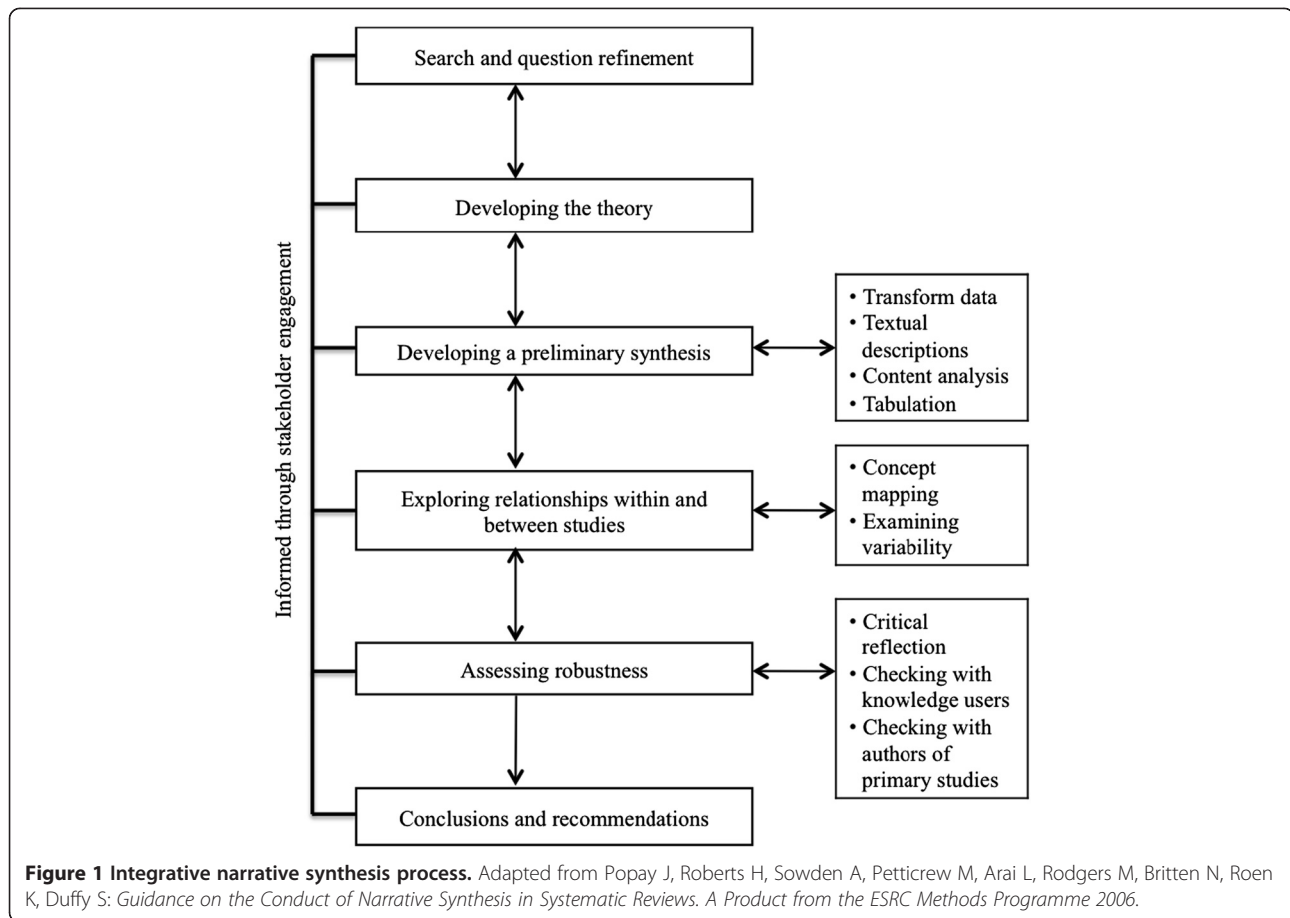 Search and question refinement
Developing the theory
Informed through stakeholder engagement
Developing a preliminary synthesis
• Transform data
• Textual
descriptions
• Content analysis
• Tabulation
Exploring relationships within and
between studies
• Concept
mapping
• Examining
variability
Assessing robustness
• Critical
reflection
• Checking with
knowledge users
• Checking with
authors of
primary studies
Conclusions and recommendations
Figure 1 Integrative narrative synthesis process. Adapted from Popay J, Roberts H, Sowden A, Petticrew M, Arai L, Rodgers M, Britten N, Roen
K, Duffy S: Guidance on the Conduct of Narrative Synthesis in Systematic Reviews. A Product from the ESRC Methods Programme 2006.